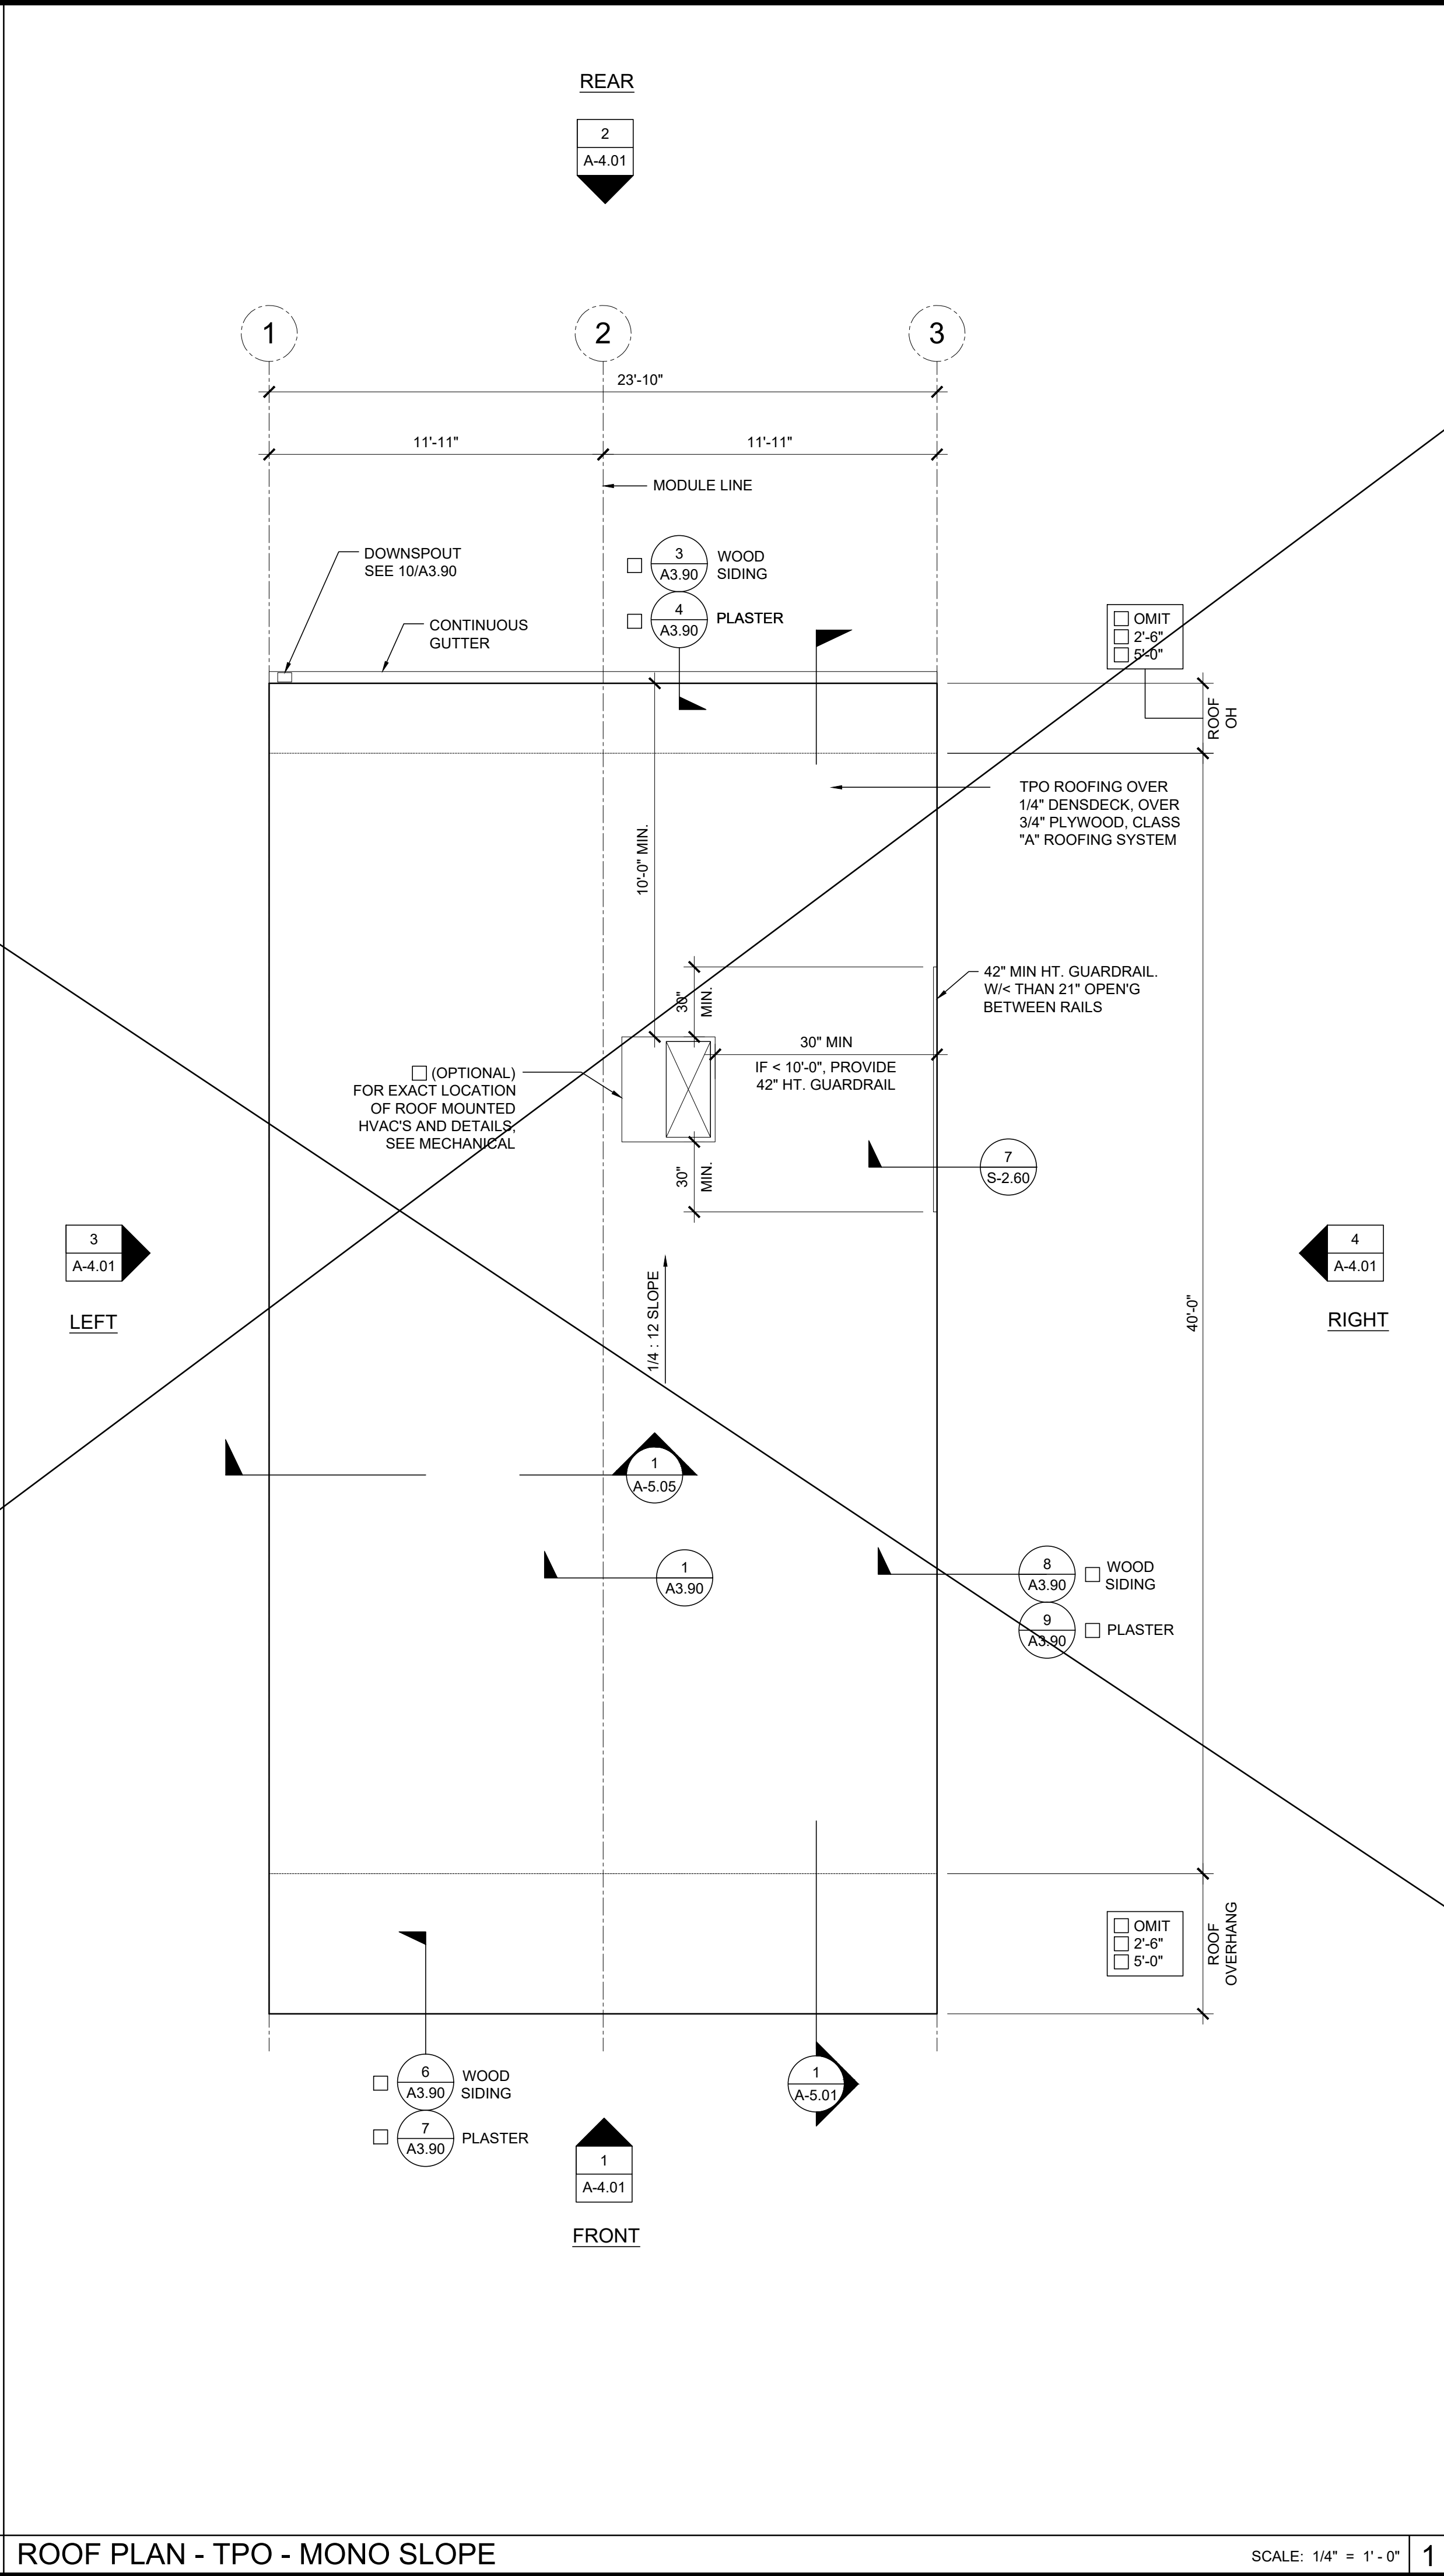 REAR
2
A-4.01
1
2
3
23'-10"
11'-11"
11'-11"
MODULE LINE
DOWNSPOUT
SEE 10/A3.90
CONTINUOUS
GUTTER
3
A3.90
WOOD
SIDING
4
A3.90
PLASTER
OMIT
2'-6"
5'-0"
ROOF
OH
TPO ROOFING OVER
1/4" DENSDECK, OVER
3/4" PLYWOOD, CLASS
"A" ROOFING SYSTEM
10'-0" MIN.
30"
MIN.
42" MIN HT. GUARDRAIL.
W/< THAN 21" OPEN'G
BETWEEN RAILS
30" MIN
IF < 10'-0", PROVIDE
42" HT. GUARDRAIL
(OPTIONAL)
FOR EXACT LOCATION
OF ROOF MOUNTED
HVAC'S AND DETAILS,
SEE MECHANICAL
30"
MIN.
7
S-2.60
3
A-4.01
LEFT
4
A-4.01
RIGHT
1/4 : 12 SLOPE
40'-0"
1
A-5.05
1
A3.90
8
A3.90
WOOD
SIDING
9
A3.90
PLASTER
OMIT
2'-6"
5'-0"
ROOF
OVERHANG
6
A3.90
WOOD
SIDING
7
A3.90
PLASTER
1
A-5.01
1
A-4.01
FRONT
ROOF PLAN - TPO - MONO SLOPE
SCALE: 1/4" = 1' - 0"
1